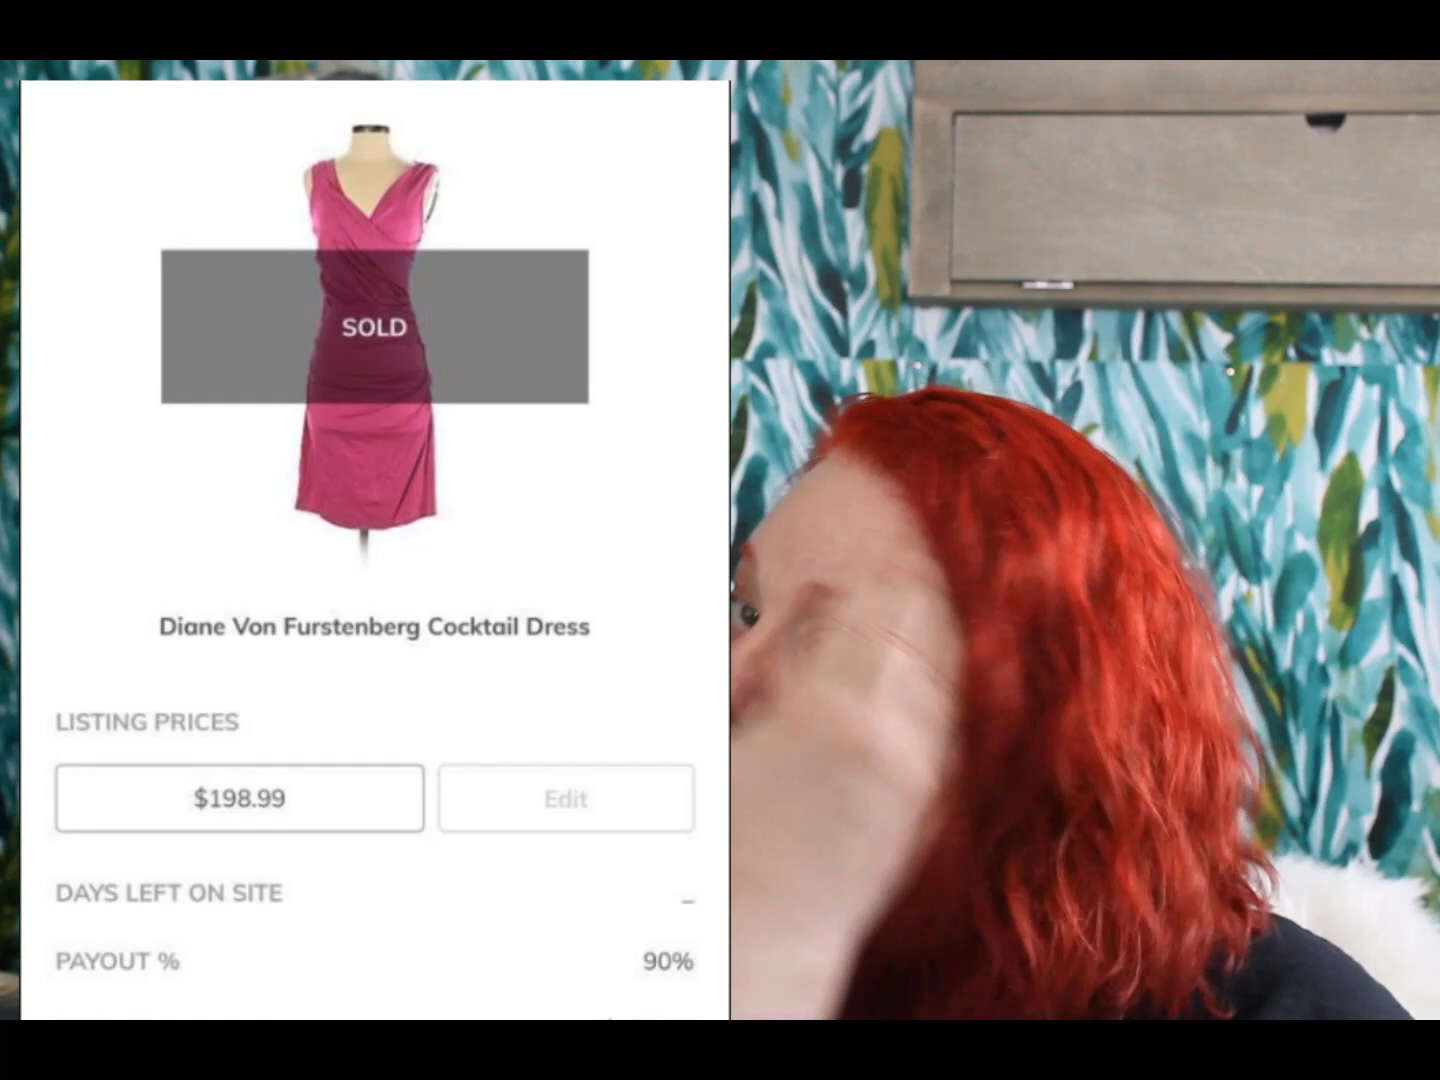 SOLD
Diane Von Furstenberg Cocktail Dress
LISTING PRICES
$198.99
Edit
DAYS LEFT ON SITE
–
PAYOUT %
90%